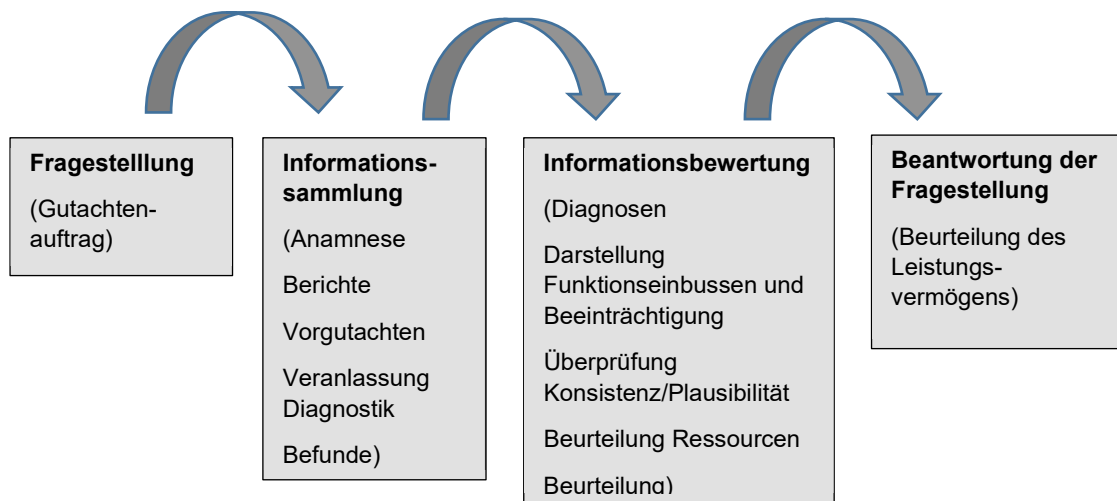 Fragestelllung
(Gutachten-
auftrag)
Informations-
sammlung
(Anamnese
Berichte
Vorgutachten
Veranlassung
Diagnostik
Befunde)
Informationsbewertung
(Diagnosen
Darstellung
Funktionseinbussen und
Beeinträchtigung
Überprüfung
Konsistenz/Plausibilität
Beurteilung Ressourcen
Beurteilung)
Beantwortung der
Fragestellung
(Beurteilung des
Leistungs-
vermögens)